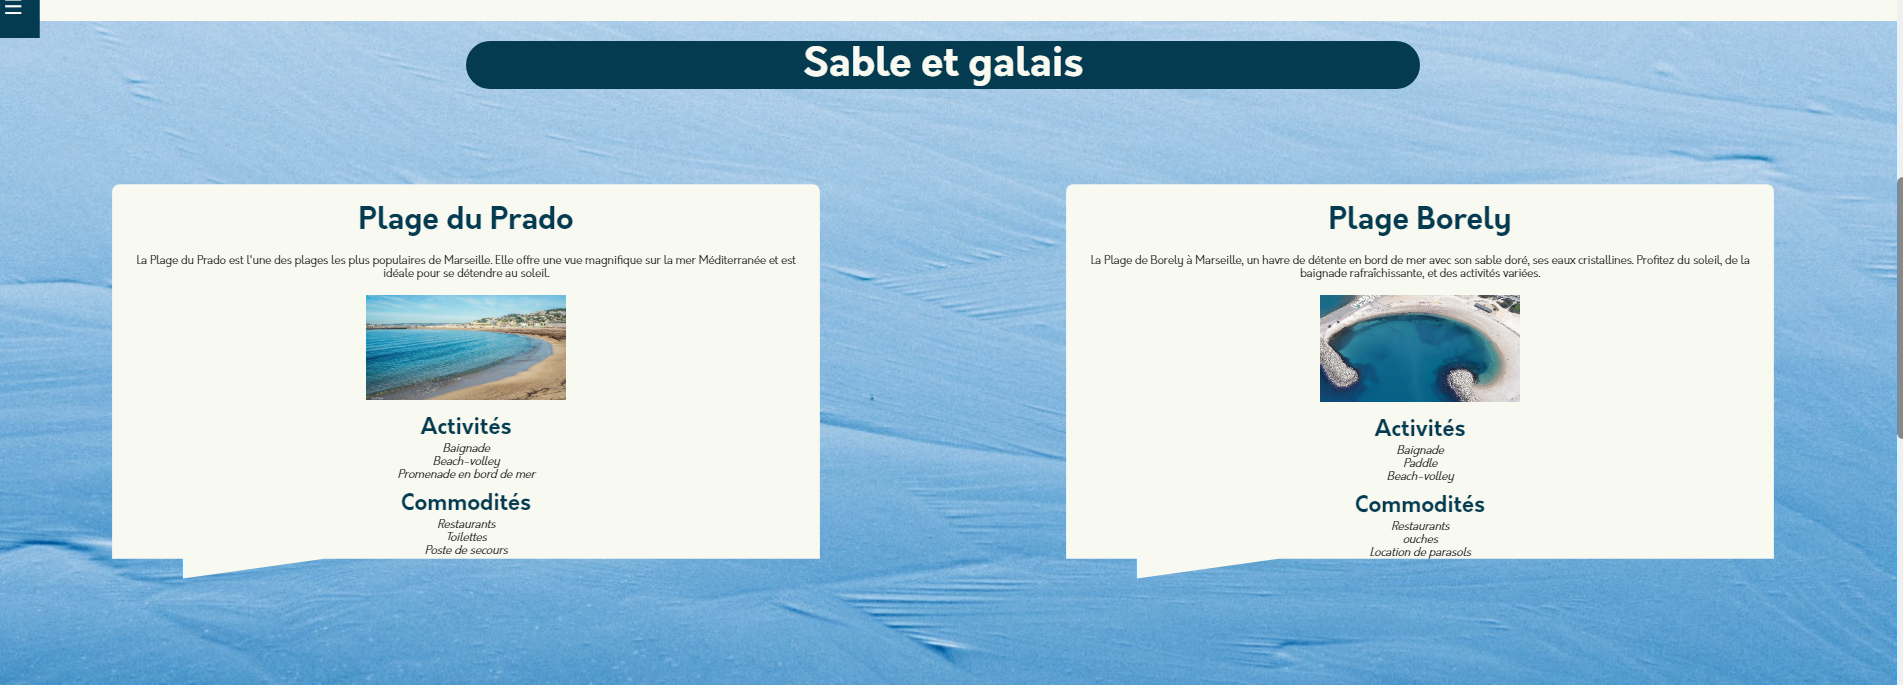 Sable et galais
Plage du Prado
La Plage du Prado est l'une des plages les plus populaires de Marseille. Elle offre une vue magnifique sur la mer Méditerranée et est
idéale pour se détendre au soleil.
Activités
Baignade
Beach-volley
Promenade en bord de mer
Commodités
Restaurants
Toilettes
Poste de secours
Plage Borely
La Plage de Borely à Marseille, un havre de détente en bord de mer avec son sable doré, ses eaux cristallines. Profitez du soleil, de la
baignade rafraîchissante, et des activités variées.
Activités
Baignade
Paddle
Beach-volley
Commodités
Restaurants
ouches
Location de parasols